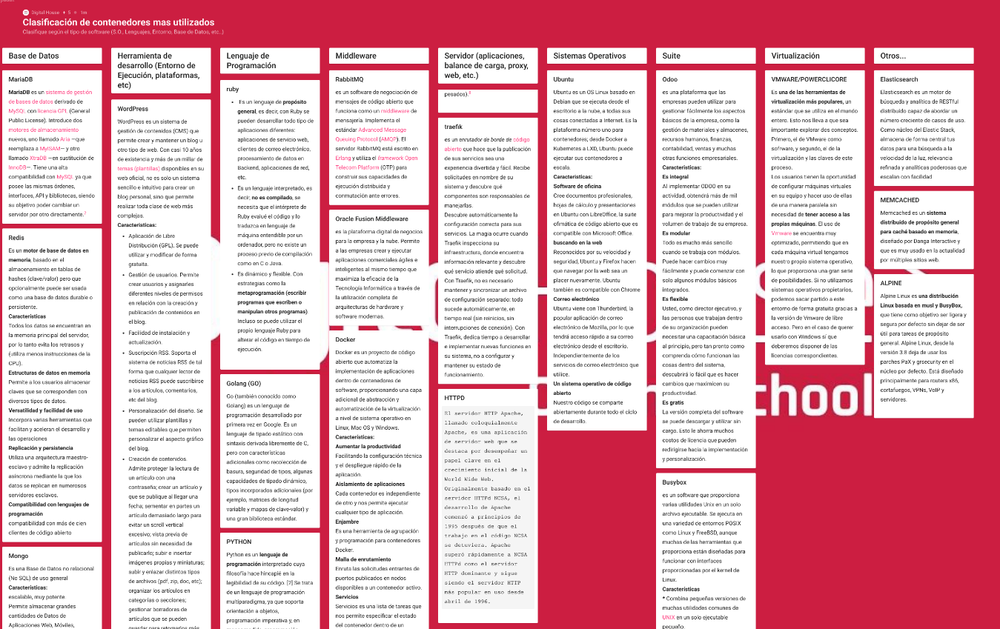 Digital House + 5 1m
Clasificación de contenedores mas utilizados
Clasifique según el tipo de software (S.O., Lenguajes, Entorno, Base de Datos, etc..)
Base de Datos
MariaDB
MariaDB es un sistema de gestión
de bases de datos derivado de
MySQL con licencia GPL (General
Public License). Introduce dos
motores de almacenamiento
nuevos, uno llamado Aria —que
reemplaza a MyISAM— y otro
llamado XtraDB —en sustitución de
InnoDB—. Tiene una alta
compatibilidad con MySQL ya que
posee las mismas órdenes,
interfaces, API y bibliotecas, siendo
su objetivo poder cambiar un
servidor por otro directamente.2
Redis
Es un motor de base de datos en
memoria, basado en el
almacenamiento en tablas de
hashes (clave/valor) pero que
opcionalmente puede ser usada
como una base de datos durable o
persistente.
Características
Todos los datos se encuentran en
la memoria principal del servidor,
por lo tanto evita los retrasos y
(utiliza menos instrucciones de la
CPU).
Estructuras de datos en memoria
Permite a los usuarios almacenar
claves que se corresponden con
diversos tipos de datos.
Versatilidad y facilidad de uso
Incorpora varias herramientas que
facilitan y aceleran el desarrollo y
las operaciones
Replicación y persistencia
Utiliza una arquitectura maestro-
esclavo y admite la replicación
asíncrona mediante la que los
datos se replican en numerosos
servidores esclavos.
Compatibilidad con lenguajes de
programación
compatibilidad con más de cien
clientes de código abierto
Mongo
Es una Base de Datos no relacional
(No SQL) de uso general
Características:
escalable, muy potente.
Permite almacenar grandes
cantidades de Datos de
Aplicaciones Web, Móviles,
Herramienta de
desarrollo (Entorno de
Ejecución, plataformas,
etc)
WordPress
WordPress es un sistema de
gestión de contenidos (CMS) que
permite crear y mantener un blog u
otro tipo de web. Con casi 10 años
de existencia y más de un millar de
temas (plantillas) disponibles en su
web oficial, no es solo un sistema
sencillo e intuitivo para crear un
blog personal, sino que permite
realizar toda clase de web más
complejas.
Caracteristicas:
• Aplicación de Libre
Distribución (GPL). Se puede
utilizar y modificar de forma
gratuita.
• Gestión de usuarios. Permite
crear usuarios y asignarles
diferentes niveles de permisos
en relación con la creación y
publicación de contenidos en
el blog.
• Facilidad de instalación y
actualización.
• Suscripción RSS. Soporta el
sistema de noticias RSS de tal
forma que cualquier lector de
noticias RSS puede suscribirse
a los artículos, comentarios,
etc del blog.
• Personalización del diseño. Se
pueden utilizar plantillas y
temas editables que permiten
personalizar el aspecto gráfico
del blog.
• Creación de contenidos.
Admite proteger la lectura de
un artículo con una
contraseña; crear un artículo y
que se publique al llegar una
fecha; sementar en partes un
artículo demasiado largo para
evitar un scroll vertical
excesivo; vista previa de
artículos sin necesidad de
publicarlo; subir e insertar
imágenes propias y miniaturas;
subir y enlazar distintos tipos
de archivos (pdf, zip, doc, etc);
organizar los artículos en
categorías o secciones;
gestionar borradores de
artículos que se pueden
guardar para retomarlos más
Lenguaje de
Programación
ruby
• Es un lenguaje de propósito
general, es decir, con Ruby se
pueden desarrollar todo tipo de
aplicaciones diferentes:
aplicaciones de servicio web,
clientes de correo electrónico,
procesamiento de datos en
Backend, aplicaciones de red,
etc.
• Es un lenguaje interpretado, es
decir, no es compilado, se
necesita que el intérprete de
Ruby evalué el código y lo
traduzca en lenguaje de
máquina entendible por un
ordenador, pero no existe un
proceso previo de compilación
como en C o Java.
• Es dinámico y flexible. Con
estrategias como la
metaprogramación (escribir
programas que escriben o
manipulan otros programas).
Incluso se puede utilizar el
propio lenguaje Ruby para
alterar el código en tiempo de
ejecución.
Golang (GO)
Go (también conocido como
Golang) es un lenguaje de
programación desarrollado por
primera vez en Google. Es un
lenguaje de tipado estático con
sintaxis derivada libremente de C,
pero con características
adicionales como recolección de
basura, seguridad de tipos, algunas
capacidades de tipado dinámico,
tipos incorporados adicionales (por
ejemplo, matrices de longitud
variable y mapas de clave-valor) y
una gran biblioteca estándar.
PYTHON
Python es un lenguaje de
programación interpretado cuya
filosofía hace hincapié en la
legibilidad de su código. [2] Se trata
de un lenguaje de programación
multiparadigma, ya que soporta
orientación a objetos,
programación imperativa y, en
Middleware
RabbitMQ
es un software de negociación de
mensajes de código abierto que
funciona como un middleware de
mensajería. Implementa el
estándar Advanced Message
Queuing Protocol (AMQP). El
servidor RabbitMQ está escrito en
Erlang y utiliza el framework Open
Telecom Platform (OTP) para
construir sus capacidades de
ejecución distribuida y
conmutación ante errores.
Oracle Fusion Middleware
es la plataforma digital de negocios
para la empresa y la nube. Permite
a las empresas crear y ejecutar
aplicaciones comerciales ágiles e
inteligentes al mismo tiempo que
maximiza la eficacia de la
Tecnología Informática a través de
la utilización completa de
arquitecturas de hardware y
software modernas.
Docker
Docker es un proyecto de código
abierto que automatiza la
implementación de aplicaciones
dentro de contenedores de
software, proporcionando una capa
adicional de abstracción y
automatización de la virtualización
a nivel de sistema operativo en
Linux, Mac OS y Windows.
Características:
Aumentar la productividad
Facilitando la configuración técnica
y el despliegue rápido de la
aplicación.
Aislamiento de aplicaciones
Cada contenedor es independiente
de otro y nos permite ejecutar
cualquier tipo de aplicación.
Enjambre
Es una herramienta de agrupación
y programación para contenedores
Docker.
Malla de enrutamiento
Enruta las solicitudes entrantes de
puertos publicados en nodos
disponibles a un contenedor activo.
Servicios
Servicios es una lista de tareas que
nos permite especificar el estado
del contenedor dentro de un
Servidor (aplicaciones,
balance de carga, proxy,
web, etc.)
pesados).6
traefik
es un enrutador de borde de código
abierto que hace que la publicación
de sus servicios sea una
experiencia divertida y fácil. Recibe
solicitudes en nombre de su
sistema y descubre qué
componentes son responsables de
manejarlas.
Descubre automáticamente la
configuración correcta para sus
servicios. La magia ocurre cuando
Traefik inspecciona su
infraestructura, donde encuentra
información relevante y descubre
qué servicio atiende qué solicitud.
Con Traefik, no es necesario
mantener y sincronizar un archivo
de configuración separado: todo
sucede automáticamente, en
tiempo real (sin reinicios, sin
interrupciones de conexión). Con
Traefik, dedica tiempo a desarrollar
e implementar nuevas funciones en
su sistema, no a configurar y
mantener su estado de
funcionamiento.
HTTPD
El servidor HTTP Apache,
llamado coloquialmente
Apache, es una aplicación
de servidor web que se
destaca por desempeñar un
papel clave en el
crecimiento inicial de la
World Wide Web.
Originalmente basado en el
servidor HTTPd NCSA, el
desarrollo de Apache
comenzó a principios de
1995 después de que el
trabajo en el código NCSA
se detuviera. Apache
superó rápidamente a NCSA
HTTPd como el servidor
HTTP dominante y sigue
siendo el servidor HTTP
más popular en uso desde
abril de 1996.
Sistemas Operativos
Ubuntu
Ubuntu es un OS Linux basado en
Debian que se ejecuta desde el
escritorio a la nube, a todas sus
cosas conectadas a Internet. Es la
plataforma número uno para
contenedores; desde Docker a
Kubernetes a LXD, Ubuntu puede
ejecutar sus contenedores a
escala.
Características:
Software de oficina
Cree documentos profesionales,
hojas de cálculo y presentaciones
en Ubuntu con LibreOffice, la suite
ofimática de código abierto que es
compatible con Microsoft Office.
buscando en la web
Reconocidos por su velocidad y
seguridad, Ubuntu y Firefox hacen
que navegar por la web sea un
placer nuevamente. Ubuntu
también es compatible con Chrome
Correo electrónico
Ubuntu viene con Thunderbird, la
popular aplicación de correo
electrónico de Mozilla, por lo que
tendrá acceso rápido a su correo
electrónico desde el escritorio.
Independientemente de los
servicios de correo electrónico que
utilice.
Un sistema operativo de código
abierto
Nuestro código se comparte
abiertamente durante todo el ciclo
de desarrollo.
Suite
Odoo
es una plataforma que las
empresas pueden utilizar para
gestionar fácilmente los aspectos
básicos de la empresa, como la
gestión de materiales y almacenes,
recursos humanos, finanzas,
contabilidad, ventas y muchas
otras funciones empresariales.
Características:
Es integral
Al implementar ODOO en su
actividad, obtendrá más de mil
módulos que se pueden utilizar
para mejorar la productividad y el
volumen de trabajo de su empresa.
Es modular
Todo es mucho más sencillo
cuando se trabaja con módulos.
Puede hacer cambios muy
fácilmente y puede comenzar con
solo algunos módulos básicos
integrados.
Es flexible
Usted, como director ejecutivo, y
las personas que trabajan dentro
de su organización pueden
necesitar una capacitación básica
al principio, pero tan pronto como
comprenda cómo funcionan las
cosas dentro del sistema,
descubrirá lo fácil que es hacer
cambios que maximicen su
productividad.
Es gratis
La versión completa del software
se puede descargar y utilizar sin
cargo. Esto le ahorra muchos
costos de licencia que pueden
redirigirse hacia la implementación
y personalización.
Busybox
es un software que proporciona
varias utilidades Unix en un solo
archivo ejecutable. Se ejecuta en
una variedad de entornos POSIX
como Linux y FreeBSD, aunque
muchas de las herramientas que
proporciona están diseñadas para
funcionar con interfaces
proporcionadas por el kernel de
Linux.
Características
* Combina pequeñas versiones de
muchas utilidades comunes de
UNIX en un solo ejecutable
pequeño.
Virtualización
VMWARE/POWERCLICORE
Es una de las herramientas de
virtualización más populares, un
estándar que se utiliza en el mundo
entero. Esto nos lleva a que sea
importante explorar dos conceptos.
Primero, el de VMware como
software, y segundo, el de la
virtualización y las claves de este
proceso.
Los usuarios tienen la oportunidad
de configurar máquinas virtuales
en su equipo y hacer uso de ellas
de una manera paralela sin
necesidad de tener acceso a las
propias máquinas. El uso de
Vmware se encuentra muy
optimizado, permitiendo que en
cada máquina virtual tengamos
nuestro propio sistema operativo,
lo que proporciona una gran serie
de posibilidades. Si no utilizamos
sistemas operativos propietarios,
podemos sacar partido a este
entorno de forma gratuita gracias a
la versión de Vmware de libre
acceso. Pero en el caso de querer
usarlo con Windows sí que
deberemos disponer de las
licencias correspondientes.
Otros...
Elasticsearch
Elasticsearch es un motor de
búsqueda y analítica de RESTful
distribuido capaz de abordar un
número creciente de casos de uso.
Como núcleo del Elastic Stack,
almacena de forma central tus
datos para una búsqueda a la
velocidad de la luz, relevancia
refinada y analíticas poderosas que
escalan con facilidad
MEMCACHED
Memcached es un sistema
distribuido de propósito general
para caché basado en memoria,
diseñado por Danga Interactive y
que es muy usado en la actualidad
por múltiples sitios web.
ALPINE
Alpine Linux es una distribución
Linux basada en musl y BusyBox,
que tiene como objetivo ser ligera y
segura por defecto sin dejar de ser
útil para tareas de propósito
general. Alpine Linux, desde la
versión 3.8 deja de usar los
parches PaX y grsecurity en el
núcleo por defecto. Está diseñado
principalmente para routers x86,
cortafuegos, VPNs, VoIP y
servidores.